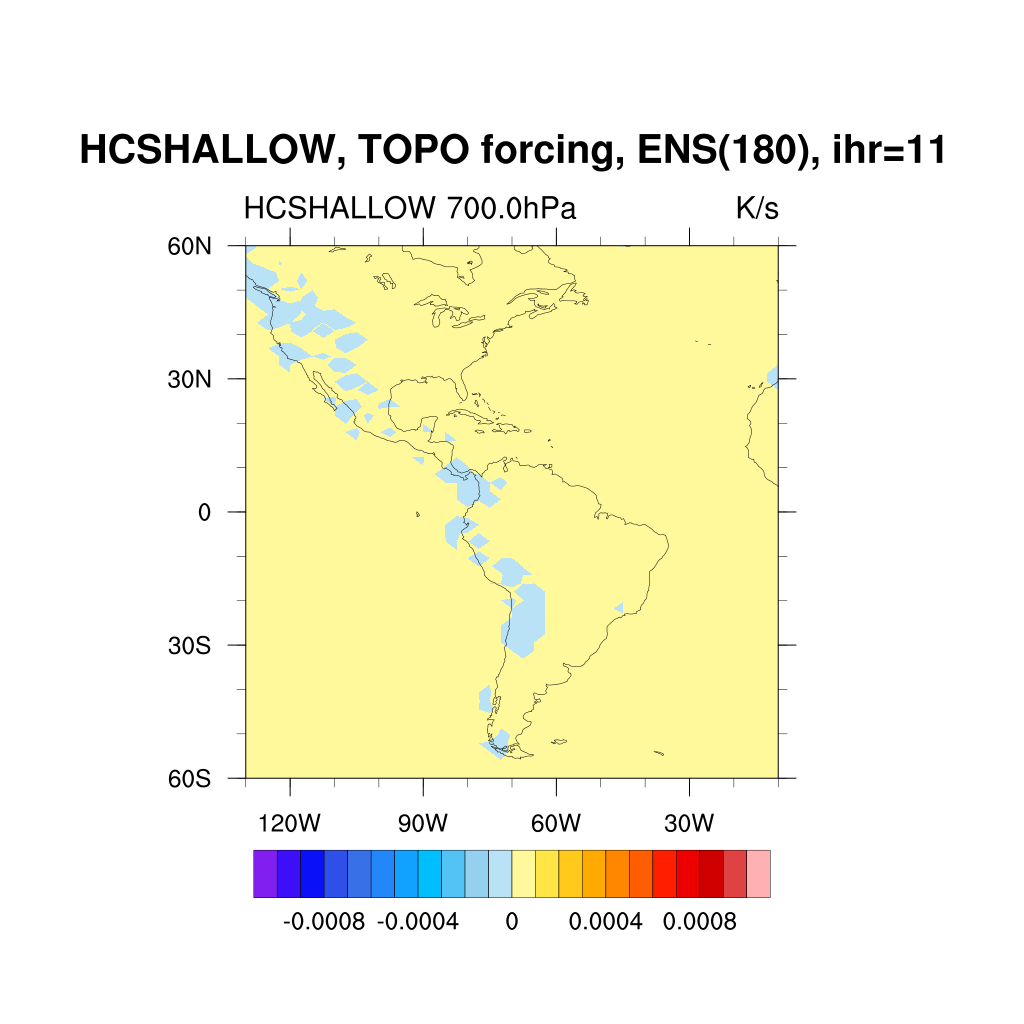 HCSHALLOW, TOPO forcing, ENS(180), ihr=11
HCSHALLOW 700.0hPa K/s
60N
30N
0
30S
60S
120W 90W 60W 30W
-0.0008 -0.0004 0 0.0004 0.0008